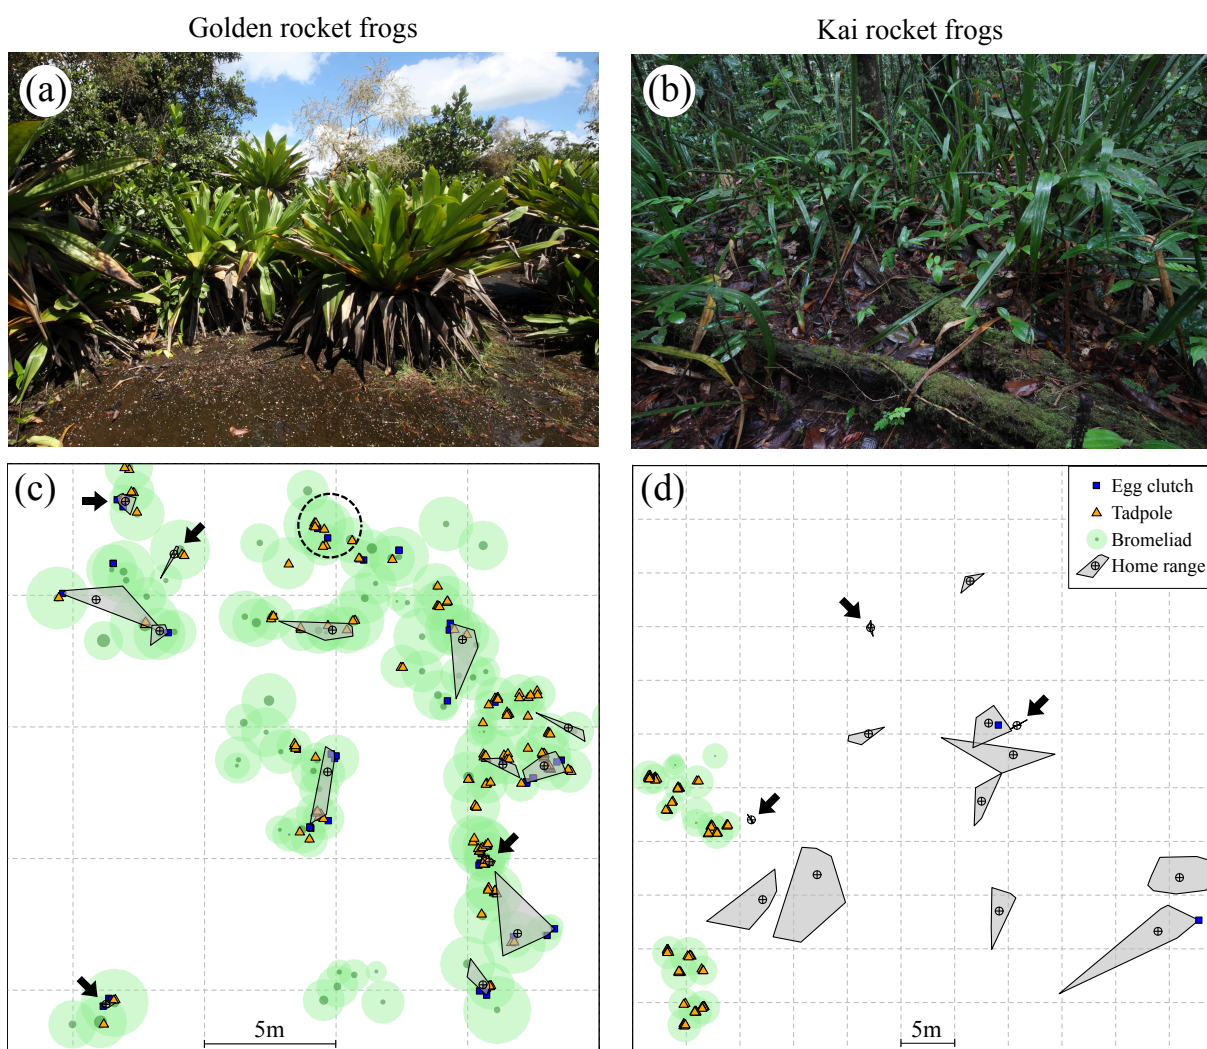 Golden rocket frogs
Kai rocket frogs
(a)
(b)
(c)
(d)
Egg clutch
Tadpole
Bromeliad
Home range
5m
5m